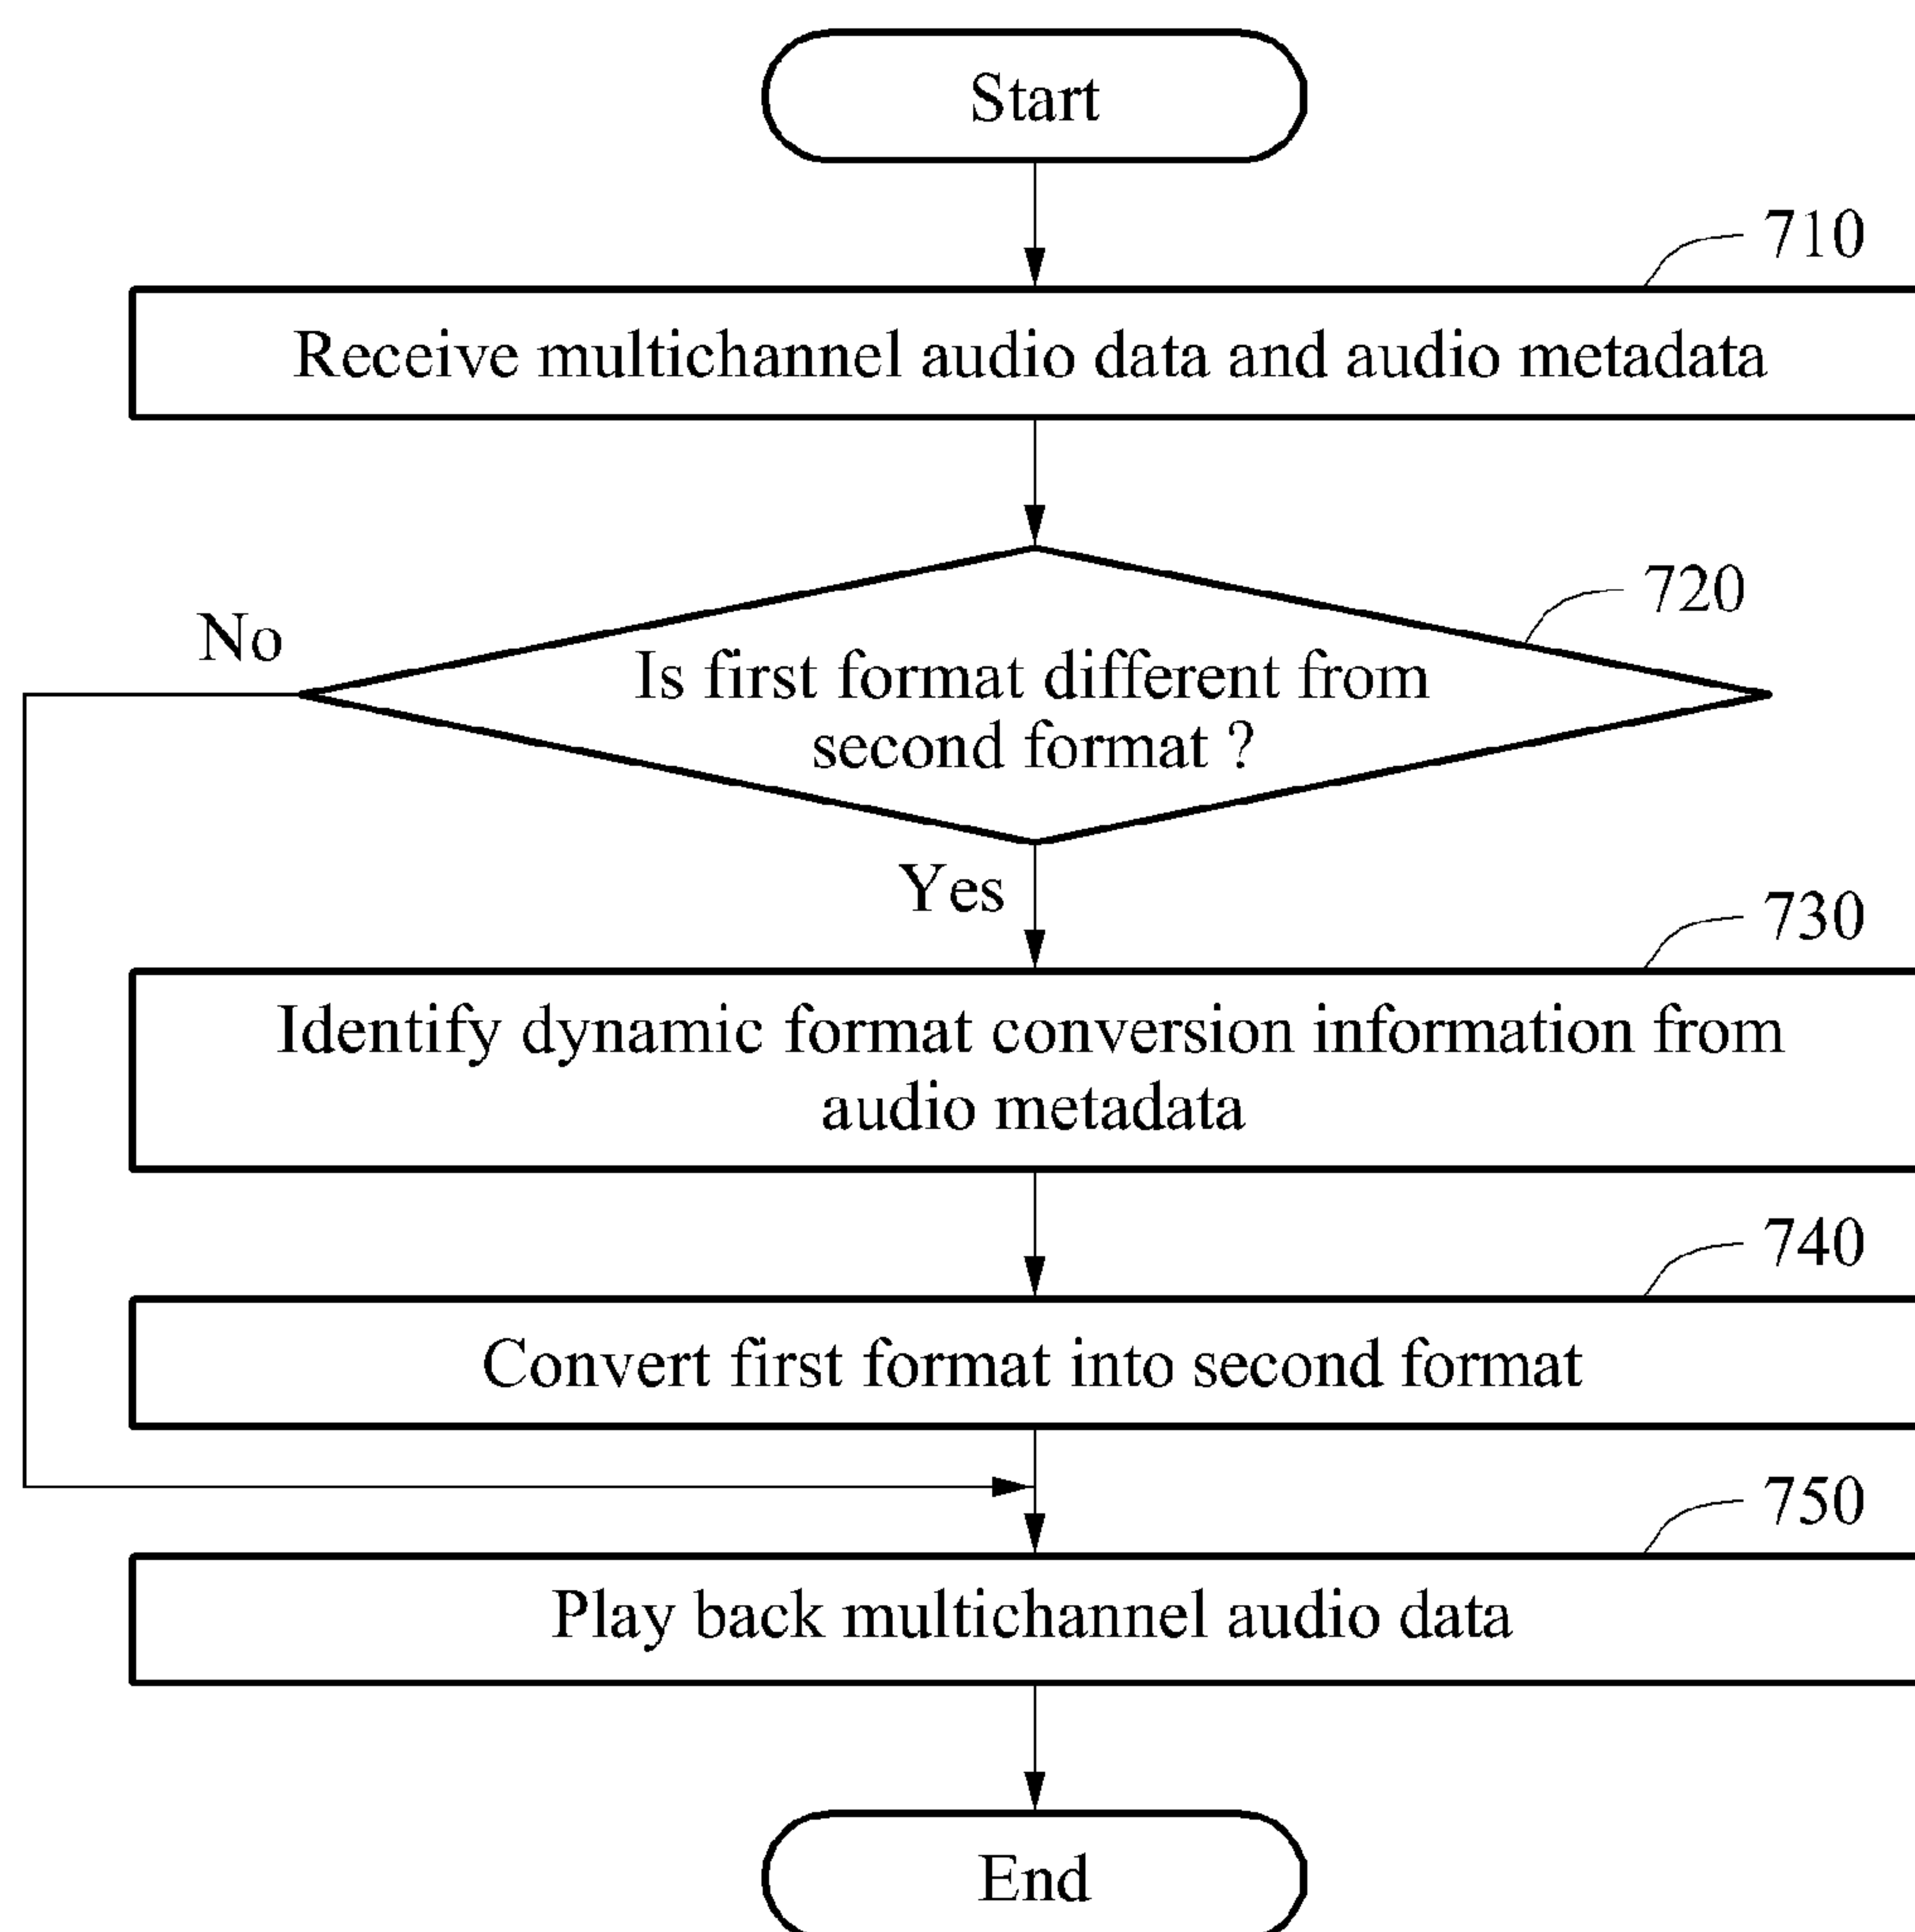 Start
710
Receive multichannel audio data and audio metadata
720
No
Is first format different from
second format ?
Yes
730
Identify dynamic format conversion information from
audio metadata
740
Convert first format into second format
750
Play back multichannel audio data
End